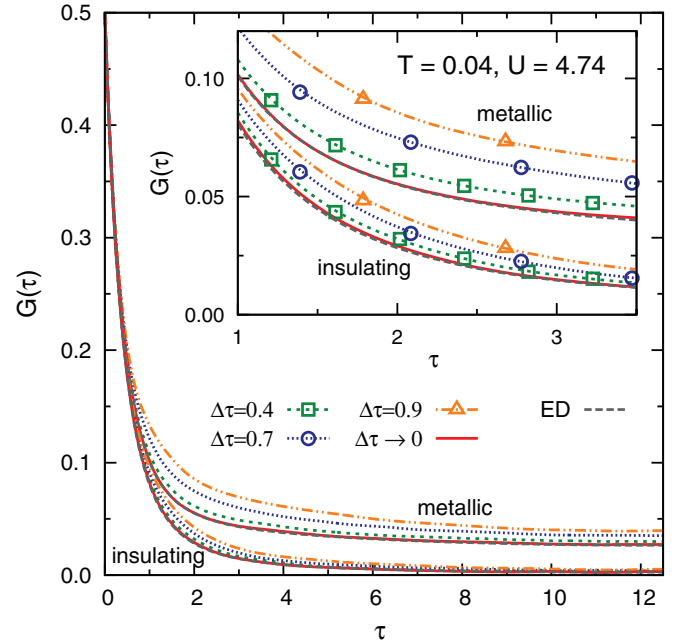 0.5
0.4
0.3
0.2
0.1
0.0
G(τ)
0 2 4 6 8 10 12
τ
0.10
0.05
0.00
G(τ)
1 2 3
τ
T = 0.04, U = 4.74
metallic
insulating
Δτ=0.4 Δτ=0.9 ED
Δτ=0.7 Δτ → 0
metallic
insulating